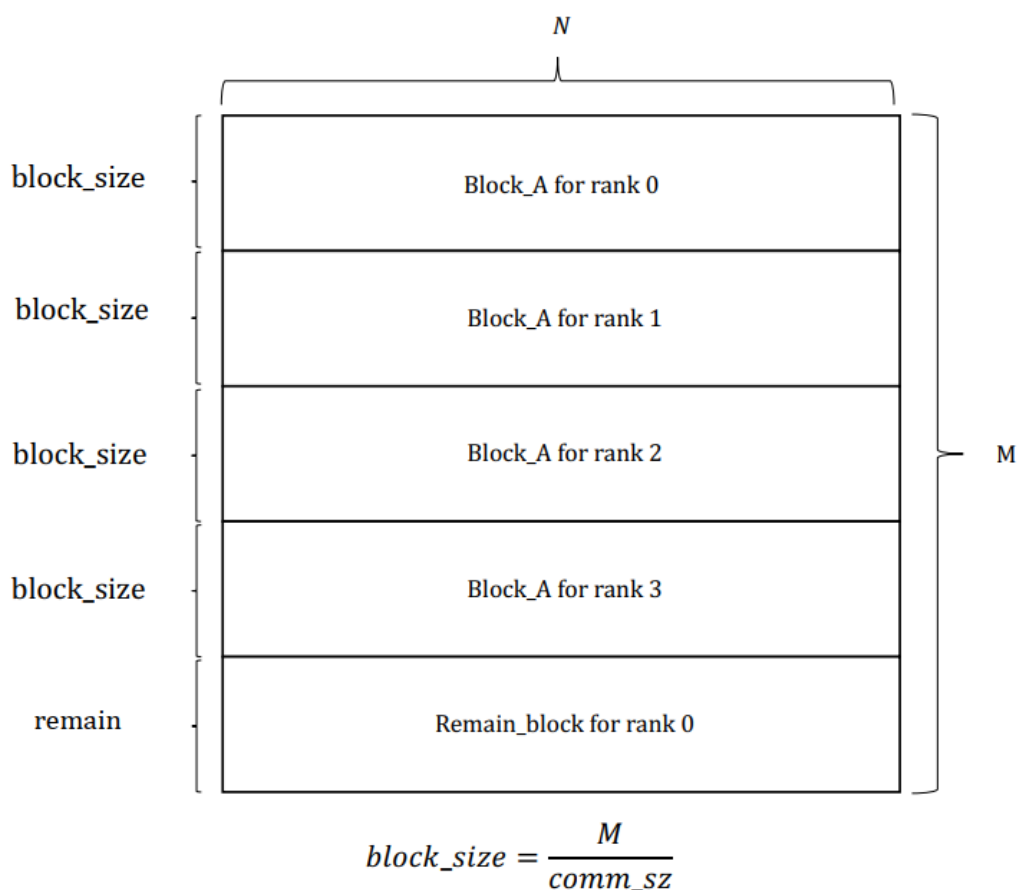 N
block_size
Block_A for rank 0
block_size
Block_A for rank 1
block_size
Block_A for rank 2
M
block_size
Block_A for rank 3
remain
Remain_block for rank 0
block_size = M / comm_sz